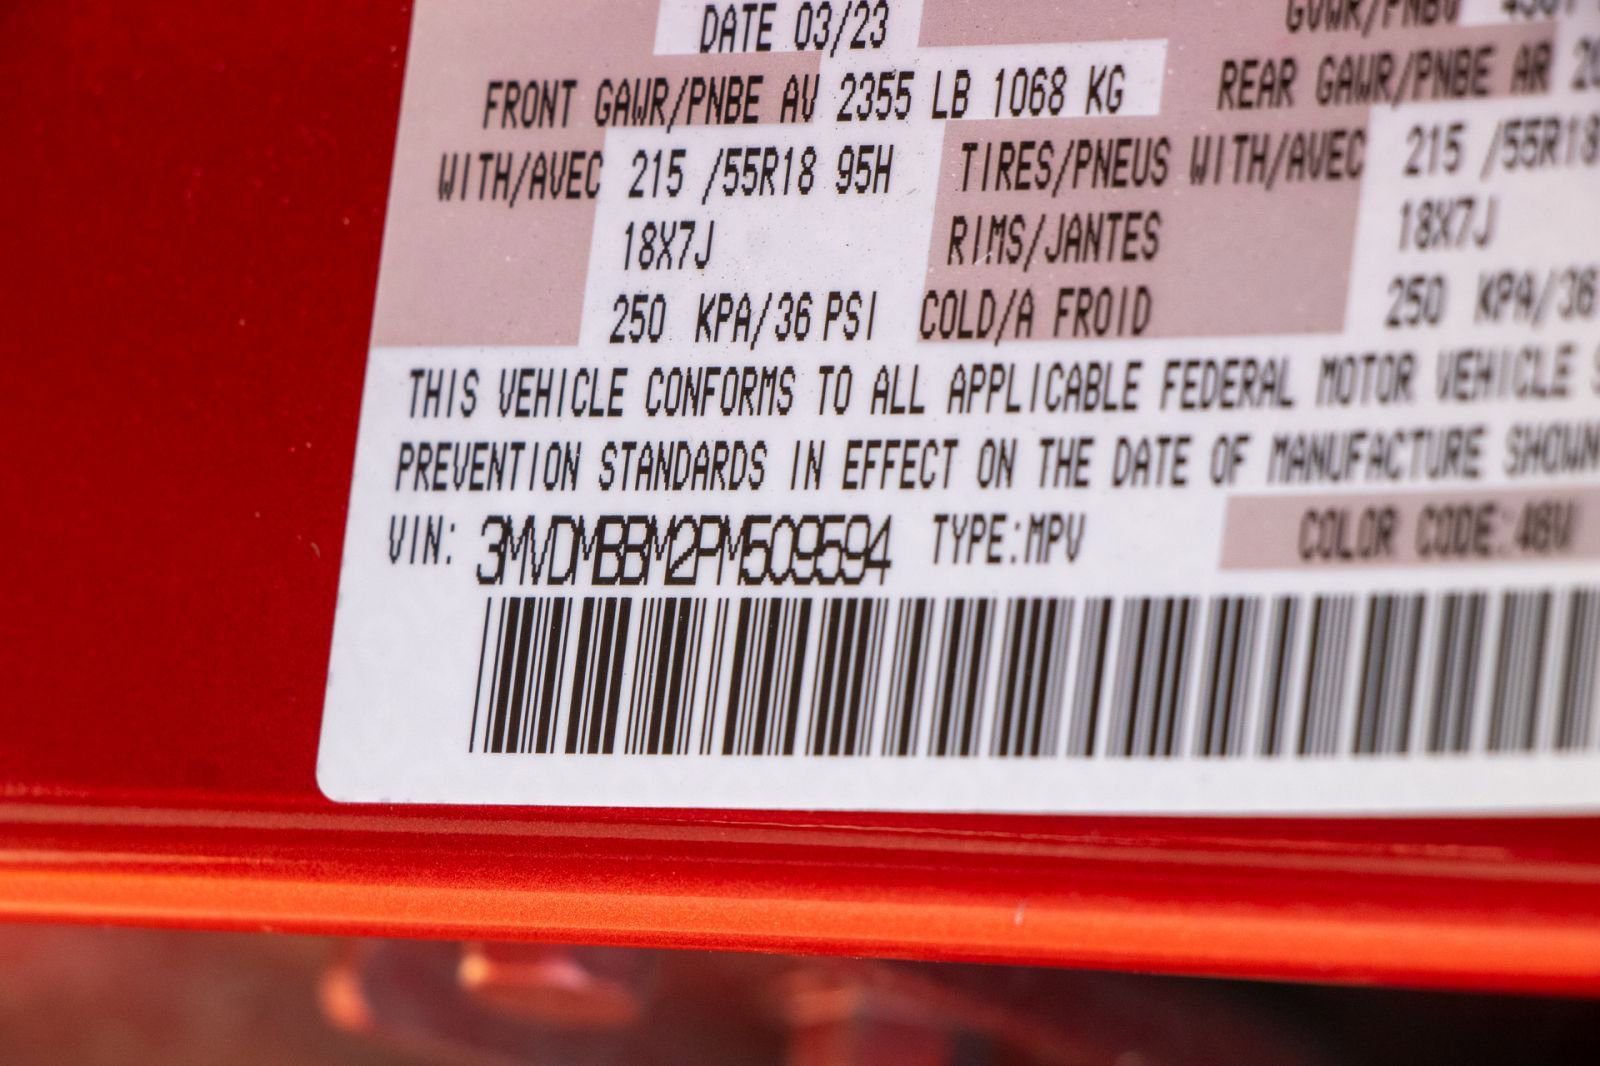 DATE 03/23 GVWR/PNBV
FRONT GAWR/PNBE AV 2355 LB 1068 KG REAR GAWR/PNBE AR
WITH/AVEC 215 /55R18 95H TIRES/PNEUS WITH/AVEC 215 /55R18
18X7J RIMS/JANTES 18X7J
250 KPA/36 PSI COLD/A FROID 250 KPA/36
THIS VEHICLE CONFORMS TO ALL APPLICABLE FEDERAL MOTOR VEHICLE
PREVENTION STANDARDS IN EFFECT ON THE DATE OF MANUFACTURE SHOWN
VIN: 3MVDMBBM2PM509594 TYPE:MPV COLOR CODE:46V